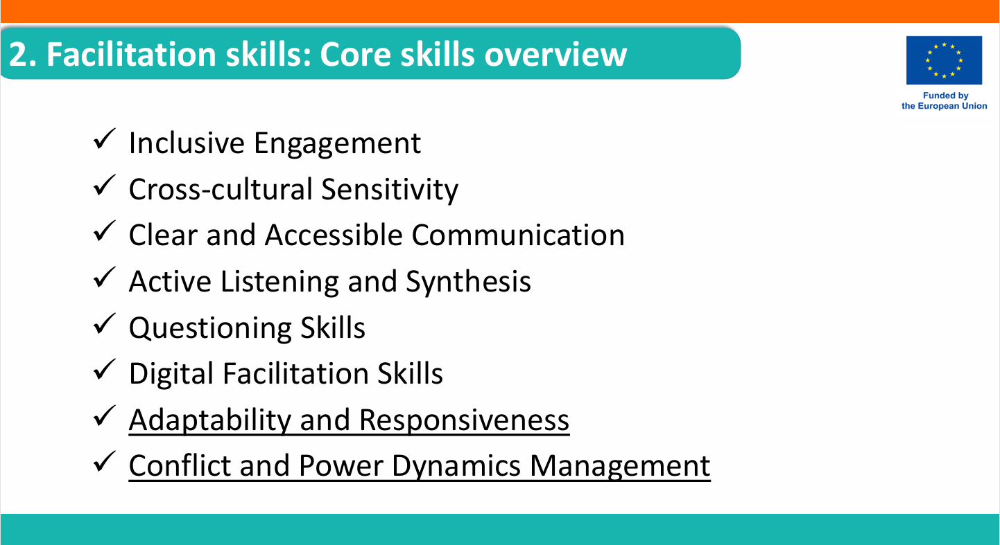 2. Facilitation skills: Core skills overview
Funded by
the European Union
✓ Inclusive Engagement
✓ Cross-cultural Sensitivity
✓ Clear and Accessible Communication
✓ Active Listening and Synthesis
✓ Questioning Skills
✓ Digital Facilitation Skills
✓ Adaptability and Responsiveness
✓ Conflict and Power Dynamics Management